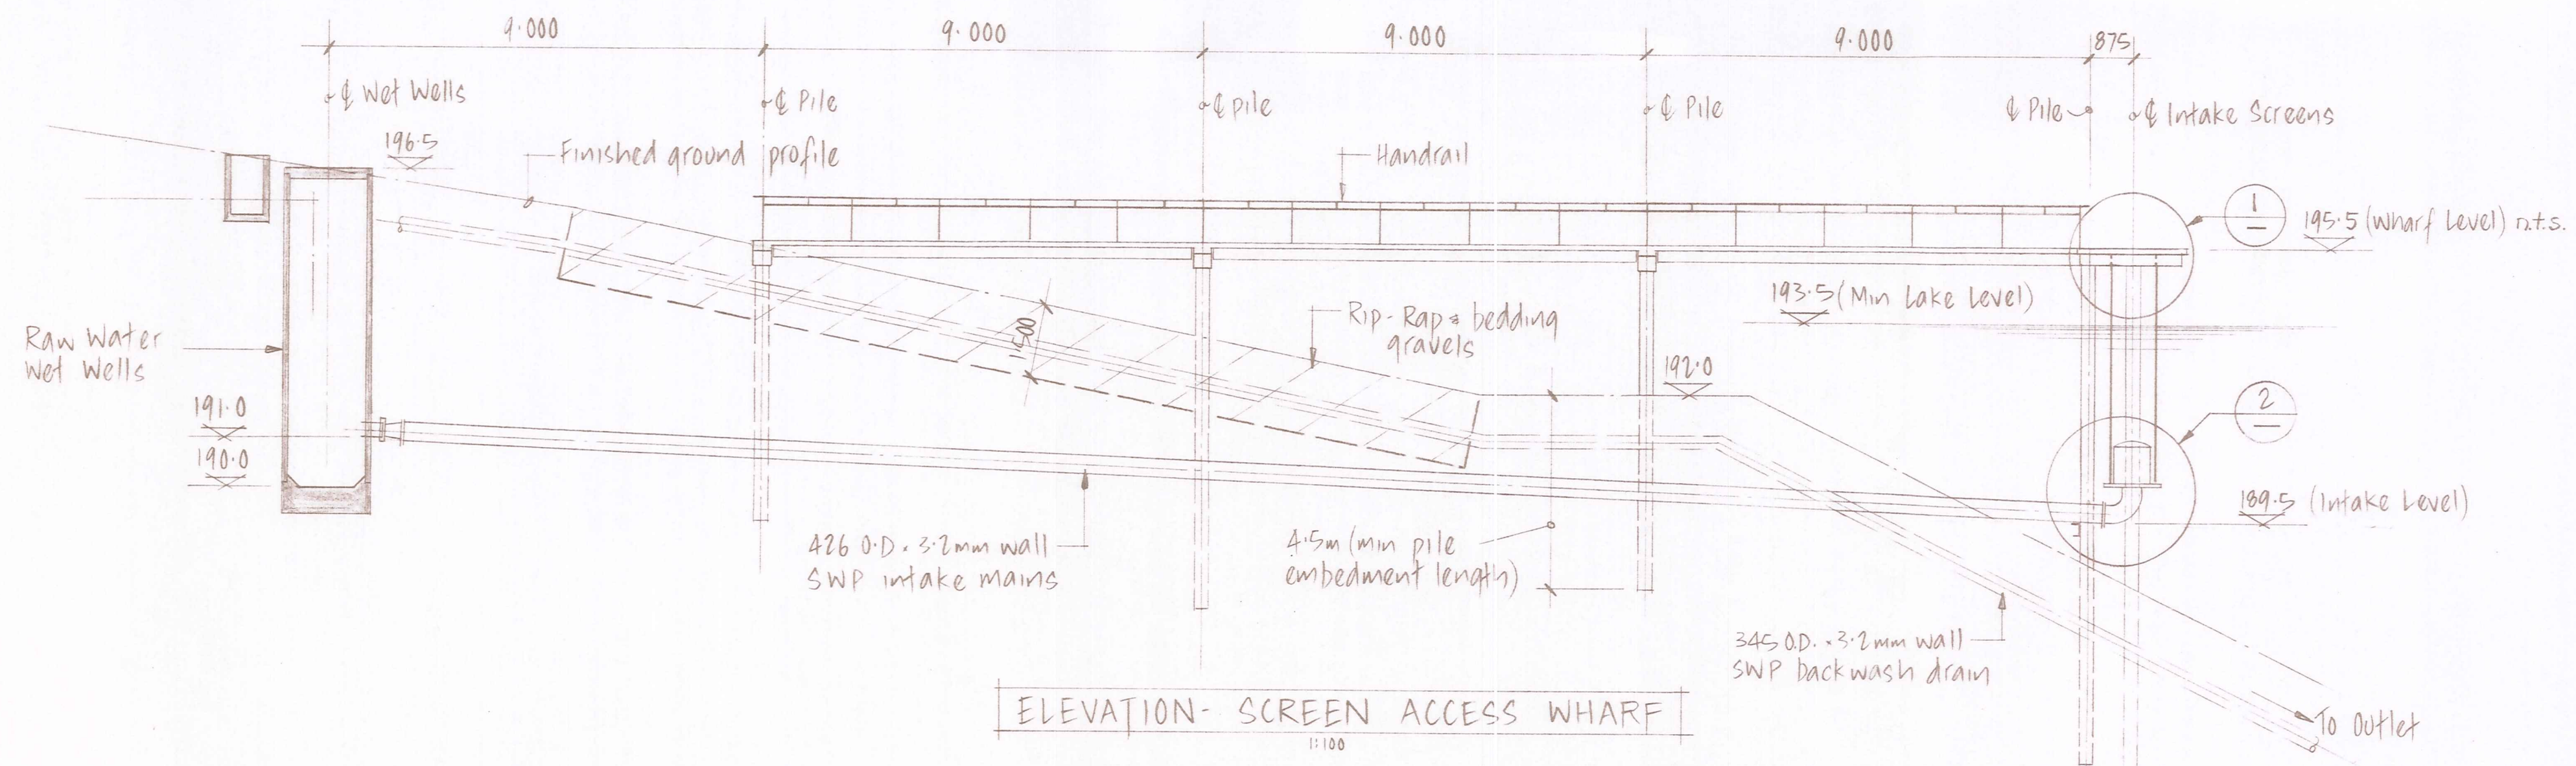 9·000
9·000
9·000
9·000
875
℄ Wet Wells
℄ Pile
℄ pile
℄ Pile
℄ Pile
℄ Intake Screens
196·5
Finished ground profile
Handrail
1
195·5 (Wharf Level) n.t.s.
193·5 (Min Lake Level)
Rip-Rap & bedding
gravels
1500
Raw Water
Wet Wells
192·0
191·0
190·0
2
189·5 (Intake Level)
426 O.D. × 3·2mm wall
SWP intake mains
4·5m (min pile
embedment length)
345 O.D. × 3·2mm wall
SWP backwash drain
ELEVATION - SCREEN ACCESS WHARF
1:100
To Outlet